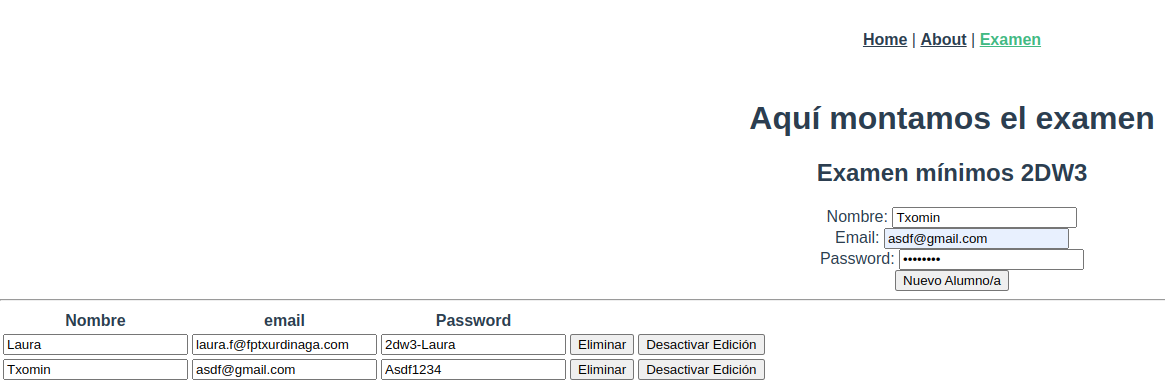 Home | About | Examen
Aquí montamos el examen
Examen mínimos 2DW3
Nombre: Txomin
Email: asdf@gmail.com
Password: ••••••••
Nuevo Alumno/a
Nombre email Password
Laura laura.f@fptxurdinaga.com 2dw3-Laura Eliminar Desactivar Edición
Txomin asdf@gmail.com Asdf1234 Eliminar Desactivar Edición